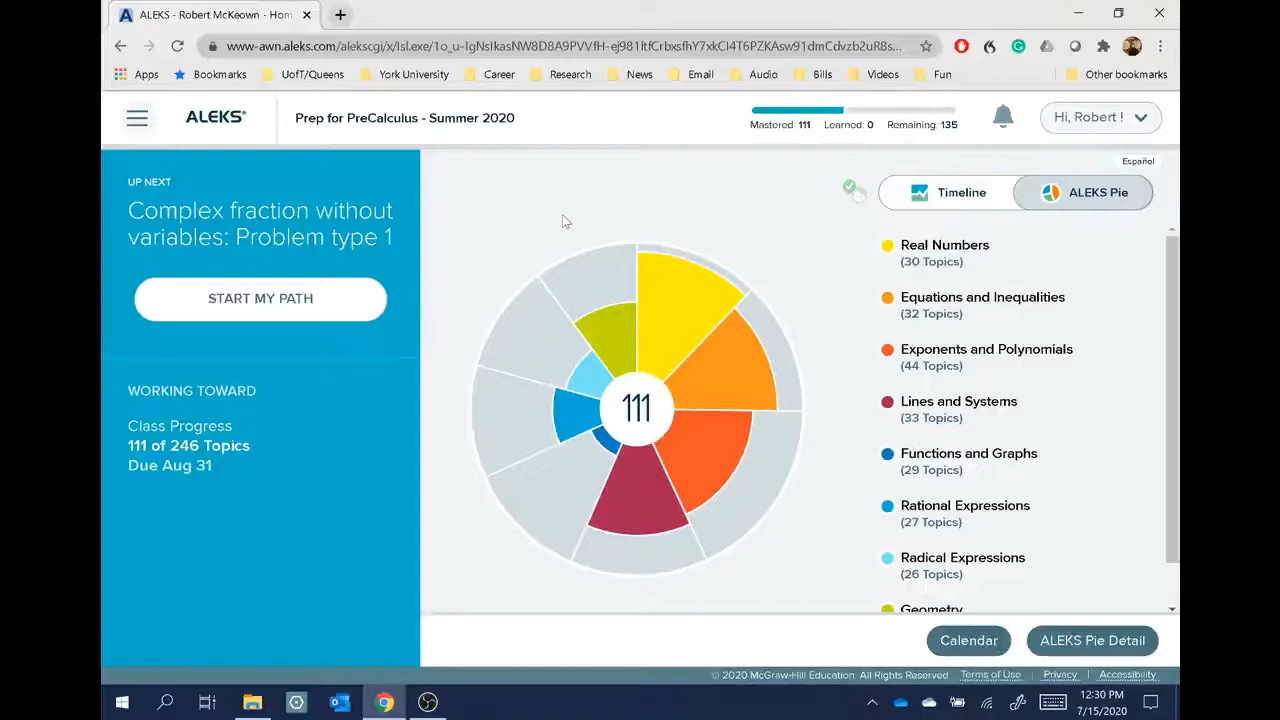 ALEKS - Robert McKeown - Hom
www-awn.aleks.com/alekscgi/x/Isl.exe/
Apps
Bookmarks
UofT/Queens
York University
Career
Research
News
Email
Audio
Bills
Videos
Fun
Other bookmarks
ALEKS®
Prep for PreCalculus - Summer 2020
Mastered: 111 Learned: 0 Remaining: 135
Hi, Robert !
Español
UP NEXT
Complex fraction without
variables: Problem type 1
START MY PATH
WORKING TOWARD
Class Progress
111 of 246 Topics
Due Aug 31
Timeline
ALEKS Pie
111
Real Numbers
(30 Topics)
Equations and Inequalities
(32 Topics)
Exponents and Polynomials
(44 Topics)
Lines and Systems
(33 Topics)
Functions and Graphs
(29 Topics)
Rational Expressions
(27 Topics)
Radical Expressions
(26 Topics)
Geometry
Calendar
ALEKS Pie Detail
© 2020 McGraw-Hill Education. All Rights Reserved Terms of Use | Privacy | Accessibility
12:30 PM
7/15/2020